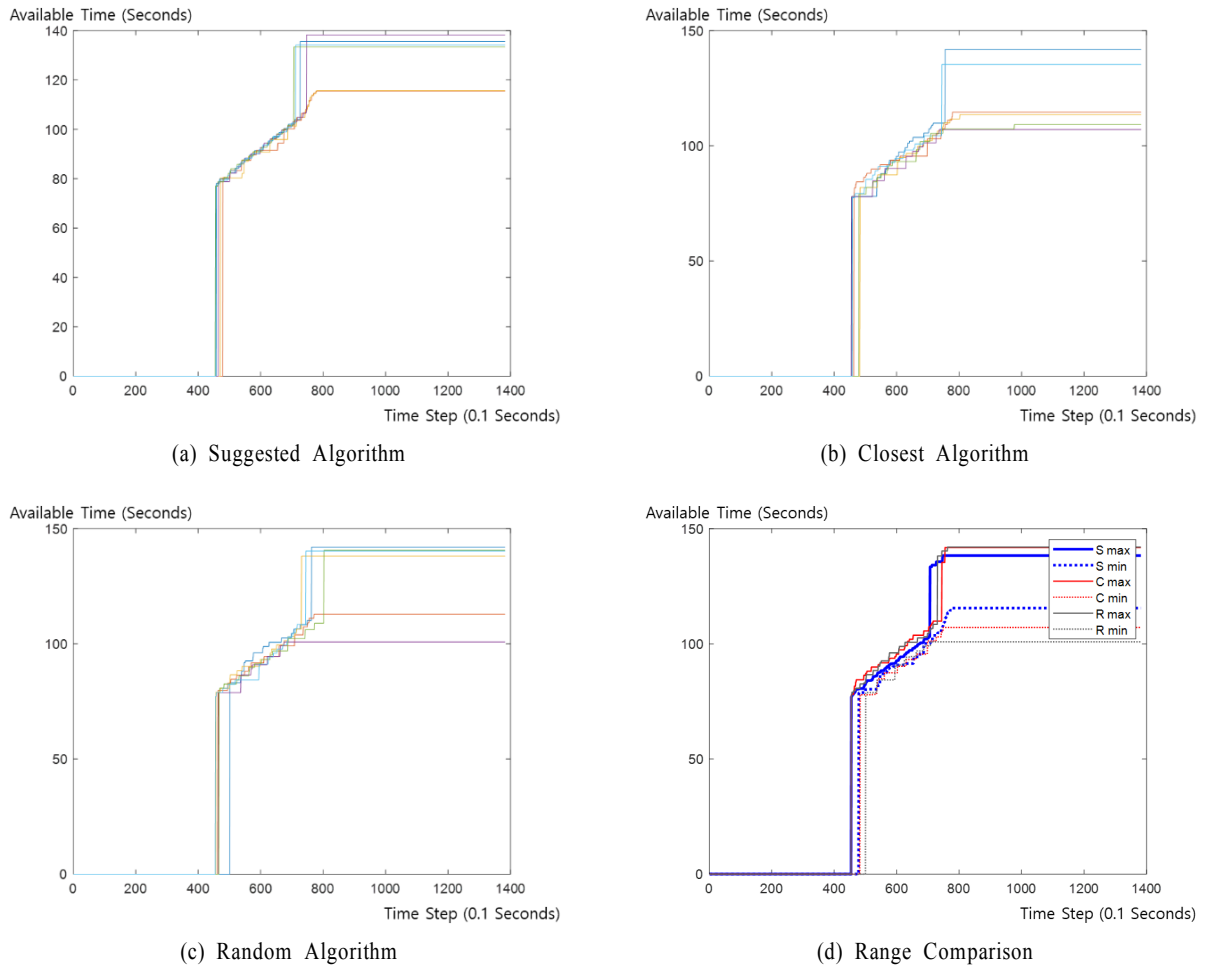 Available Time (Seconds)
140
120
100
80
60
40
20
0
0 200 400 600 800 1000 1200 1400
Time Step (0.1 Seconds)
(a) Suggested Algorithm
Available Time (Seconds)
150
100
50
0
0 200 400 600 800 1000 1200 1400
Time Step (0.1 Seconds)
(b) Closest Algorithm
Available Time (Seconds)
150
100
50
0
0 200 400 600 800 1000 1200 1400
Time Step (0.1 Seconds)
(c) Random Algorithm
Available Time (Seconds)
150
100
50
0
0 200 400 600 800 1000 1200 1400
S max
S min
C max
C min
R max
R min
Time Step (0.1 Seconds)
(d) Range Comparison